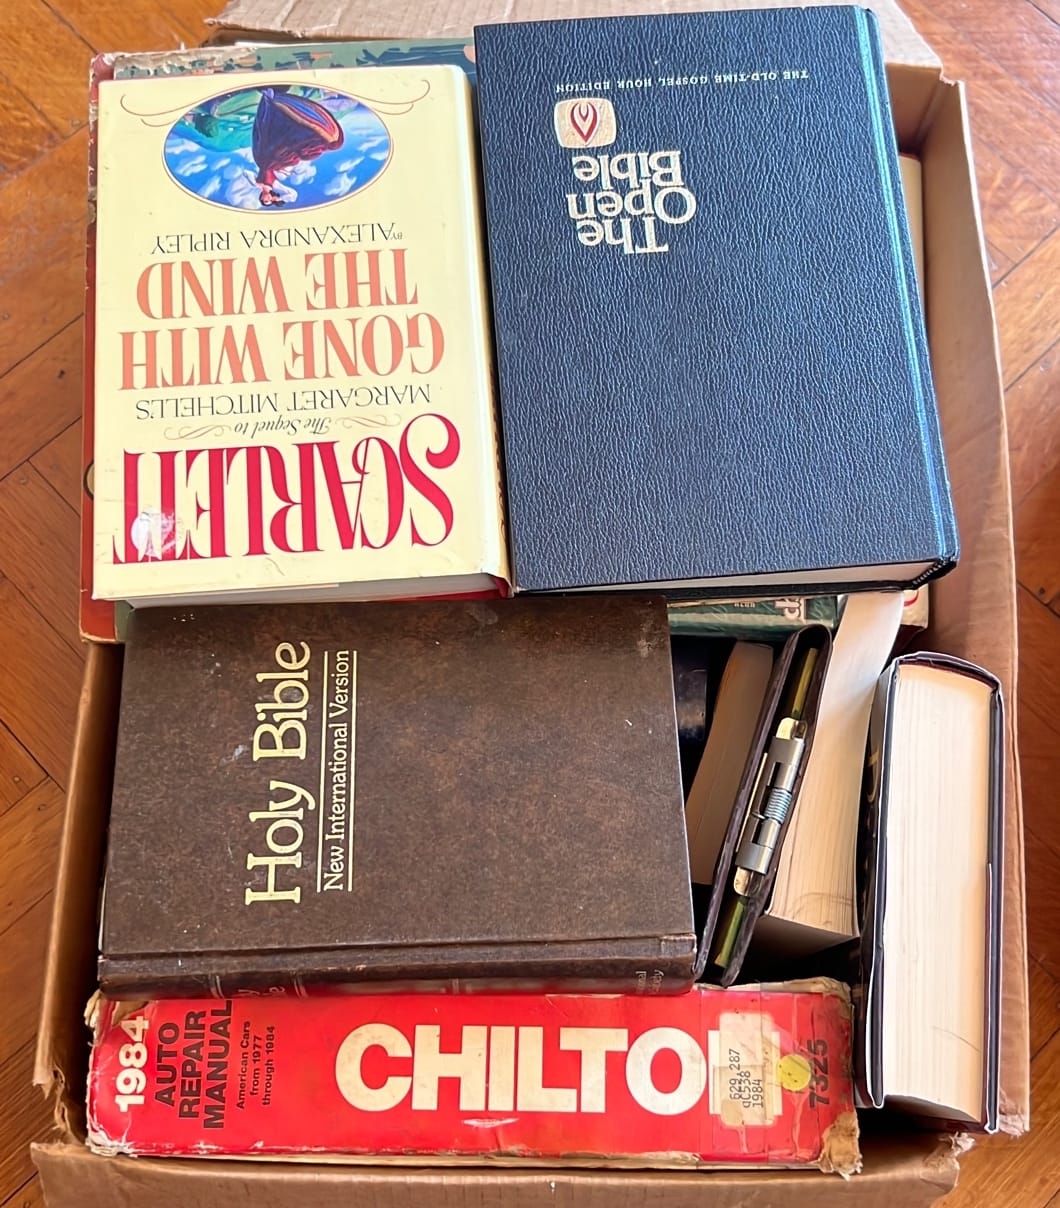 SCARLETT
The Sequel to
MARGARET MITCHELL'S
GONE WITH
THE WIND
BY ALEXANDRA RIPLEY
The
Open
Bible
THE OLD-TIME GOSPEL HOUR EDITION
Holy Bible
New International Version
1984
AUTO
REPAIR
MANUAL
American Cars
from 1977
through 1984
CHILTO
629.287
qC538
1984
7325